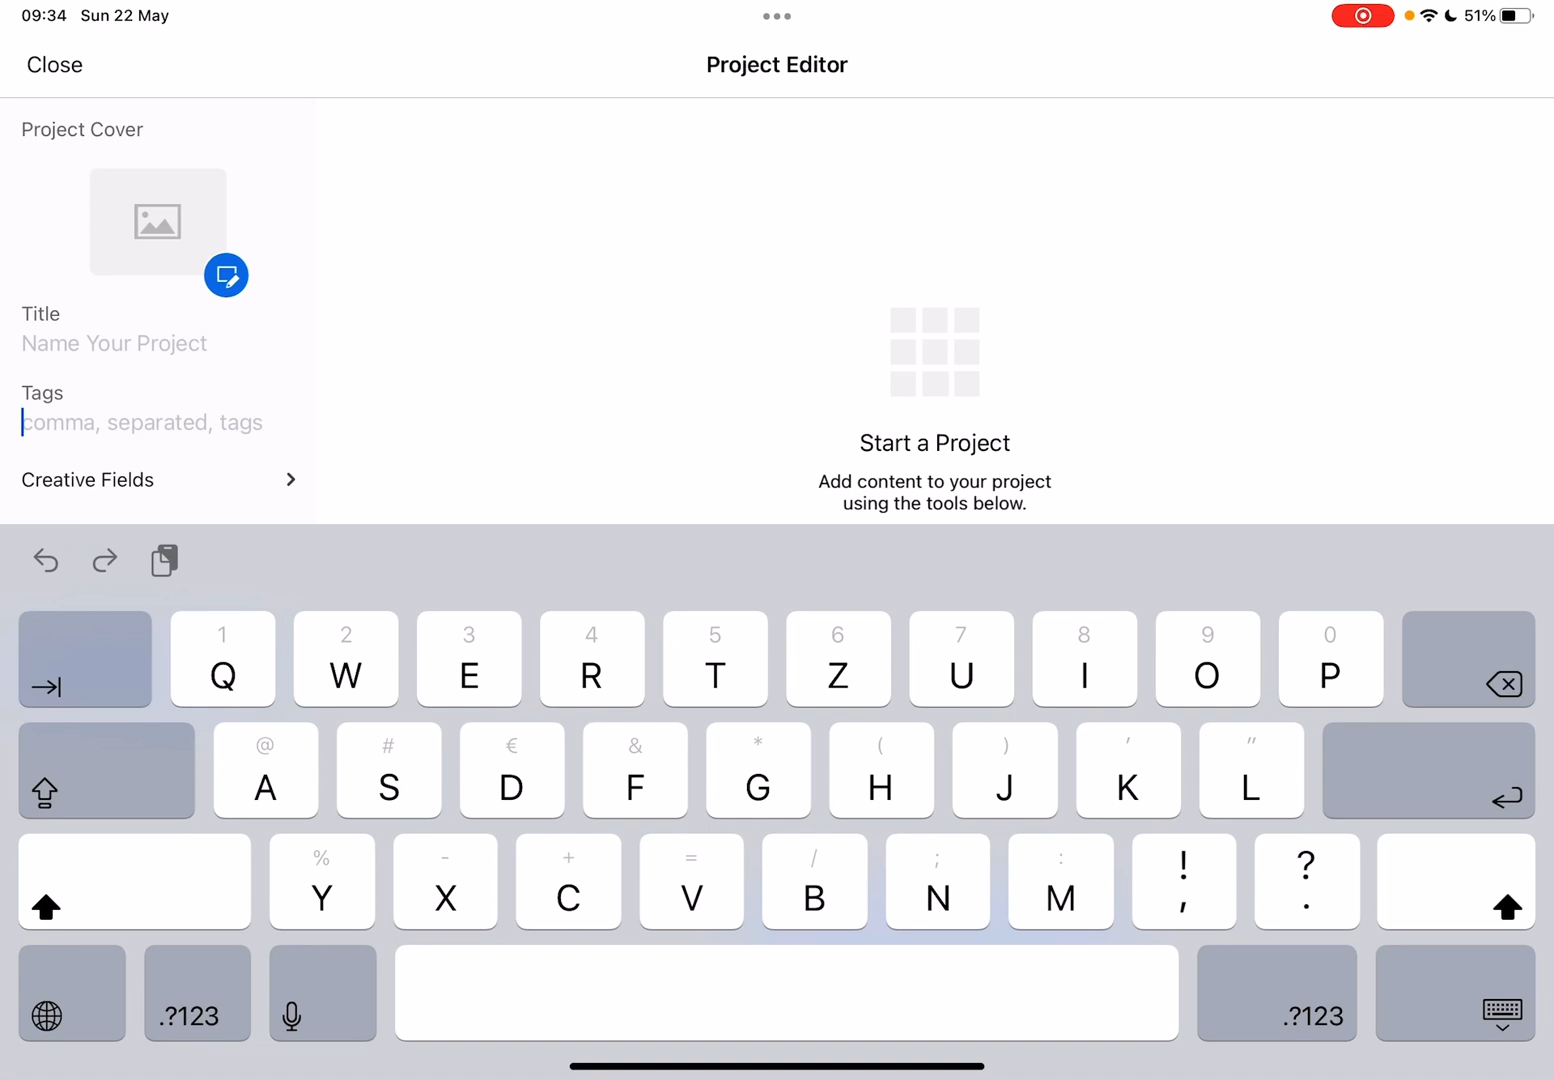 09:34 Sun 22 May
51%
Close
Project Editor
Project Cover
Title
Name Your Project
Tags
comma, separated, tags
Creative Fields
Start a Project
Add content to your project
using the tools below.
1 2 3 4 5 6 7 8 9 0
Q W E R T Z U I O P
@ # € & * ( ) ' "
A S D F G H J K L
% - + = / ; : ! ?
Y X C V B N M , .
.?123 .?123